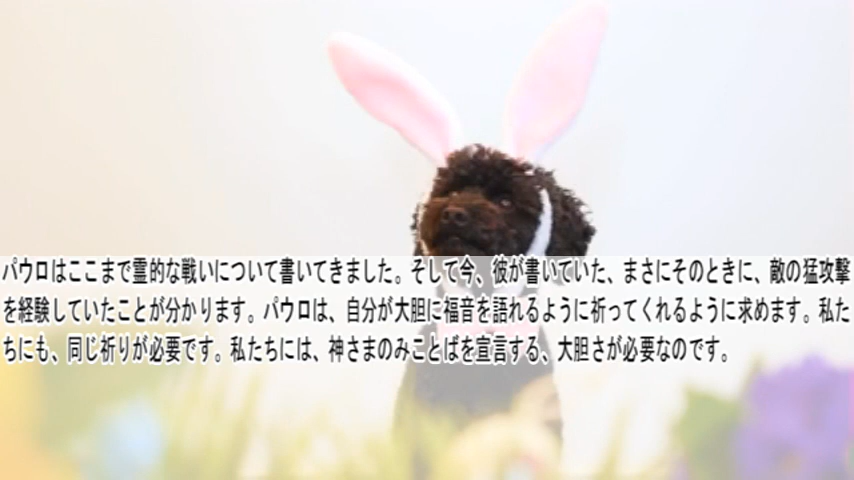 パウロはここまで霊的な戦いについて書いてきました。そして今、彼が書いていた、まさにそのときに、敵の猛攻撃
を経験していたことが分かります。パウロは、自分が大胆に福音を語れるように祈ってくれるように求めます。私た
ちにも、同じ祈りが必要です。私たちには、神さまのみことばを宣言する、大胆さが必要なのです。